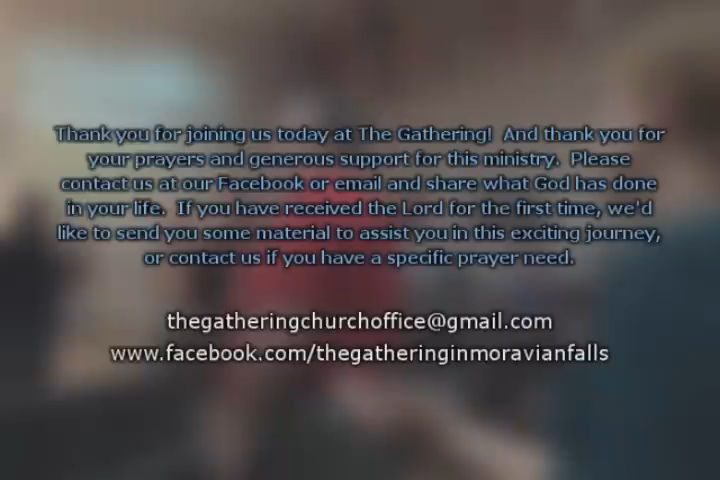 Thank you for joining us today at The Gathering!  And thank you for
your prayers and generous support for this ministry.  Please
contact us at our Facebook or email and share what God has done
in your life.  If you have received the Lord for the first time, we'd
like to send you some material to assist you in this exciting journey,
or contact us if you have a specific prayer need.
thegatheringchurchoffice@gmail.com
www.facebook.com/thegatheringinmoravianfalls